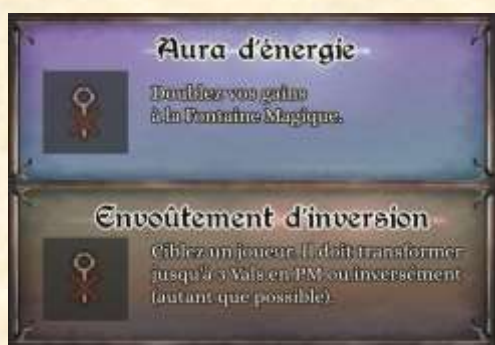 Aura d'énergie
Doublez vos gains
à la Fontaine Magique.
Envoûtement d'inversion
Ciblez un joueur. Il doit transformer
jusqu'à 3 Vals en PM ou inversément
(autant que possible).